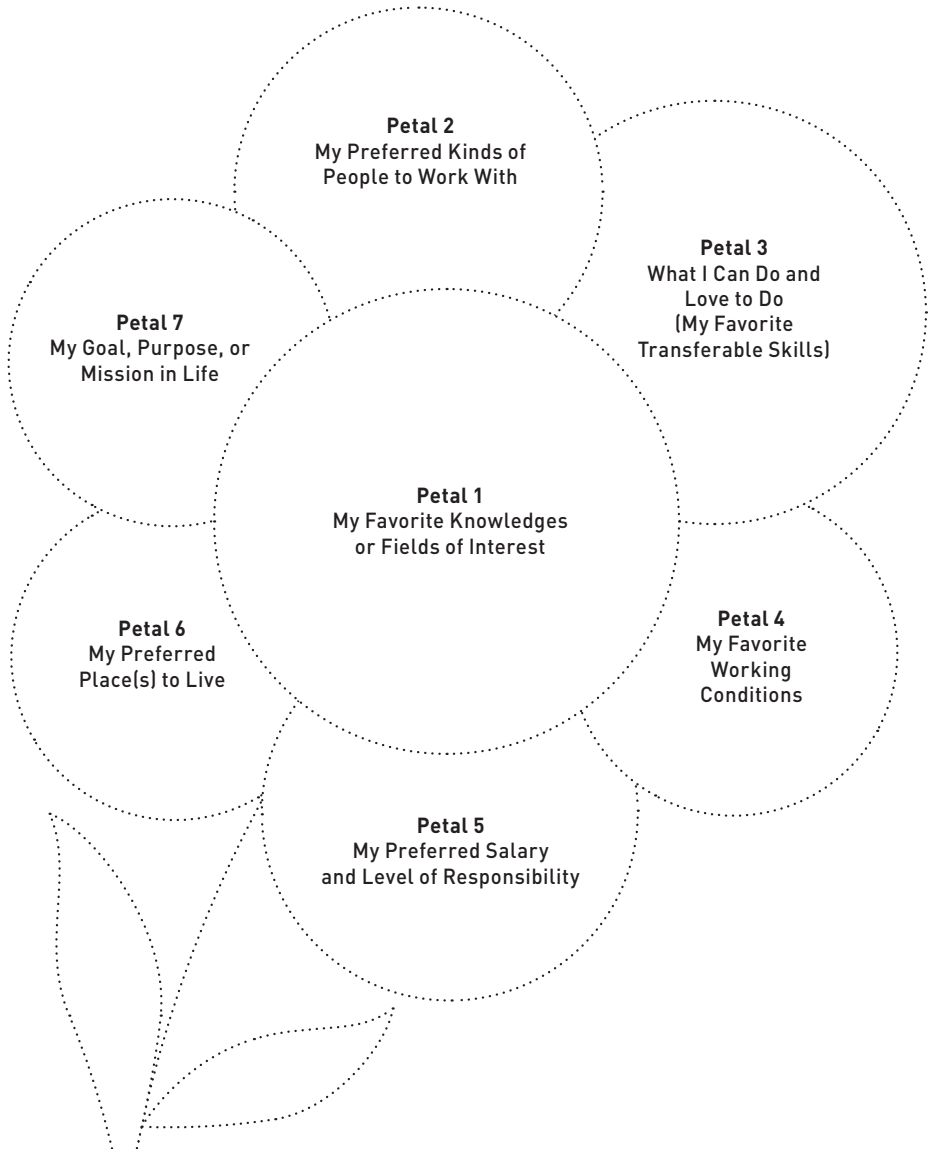 Petal 2
My Preferred Kinds of
People to Work With
Petal 3
What I Can Do and
Love to Do
(My Favorite
Transferable Skills)
Petal 7
My Goal, Purpose, or
Mission in Life
Petal 1
My Favorite Knowledges
or Fields of Interest
Petal 4
My Favorite
Working
Conditions
Petal 6
My Preferred
Place(s) to Live
Petal 5
My Preferred Salary
and Level of Responsibility